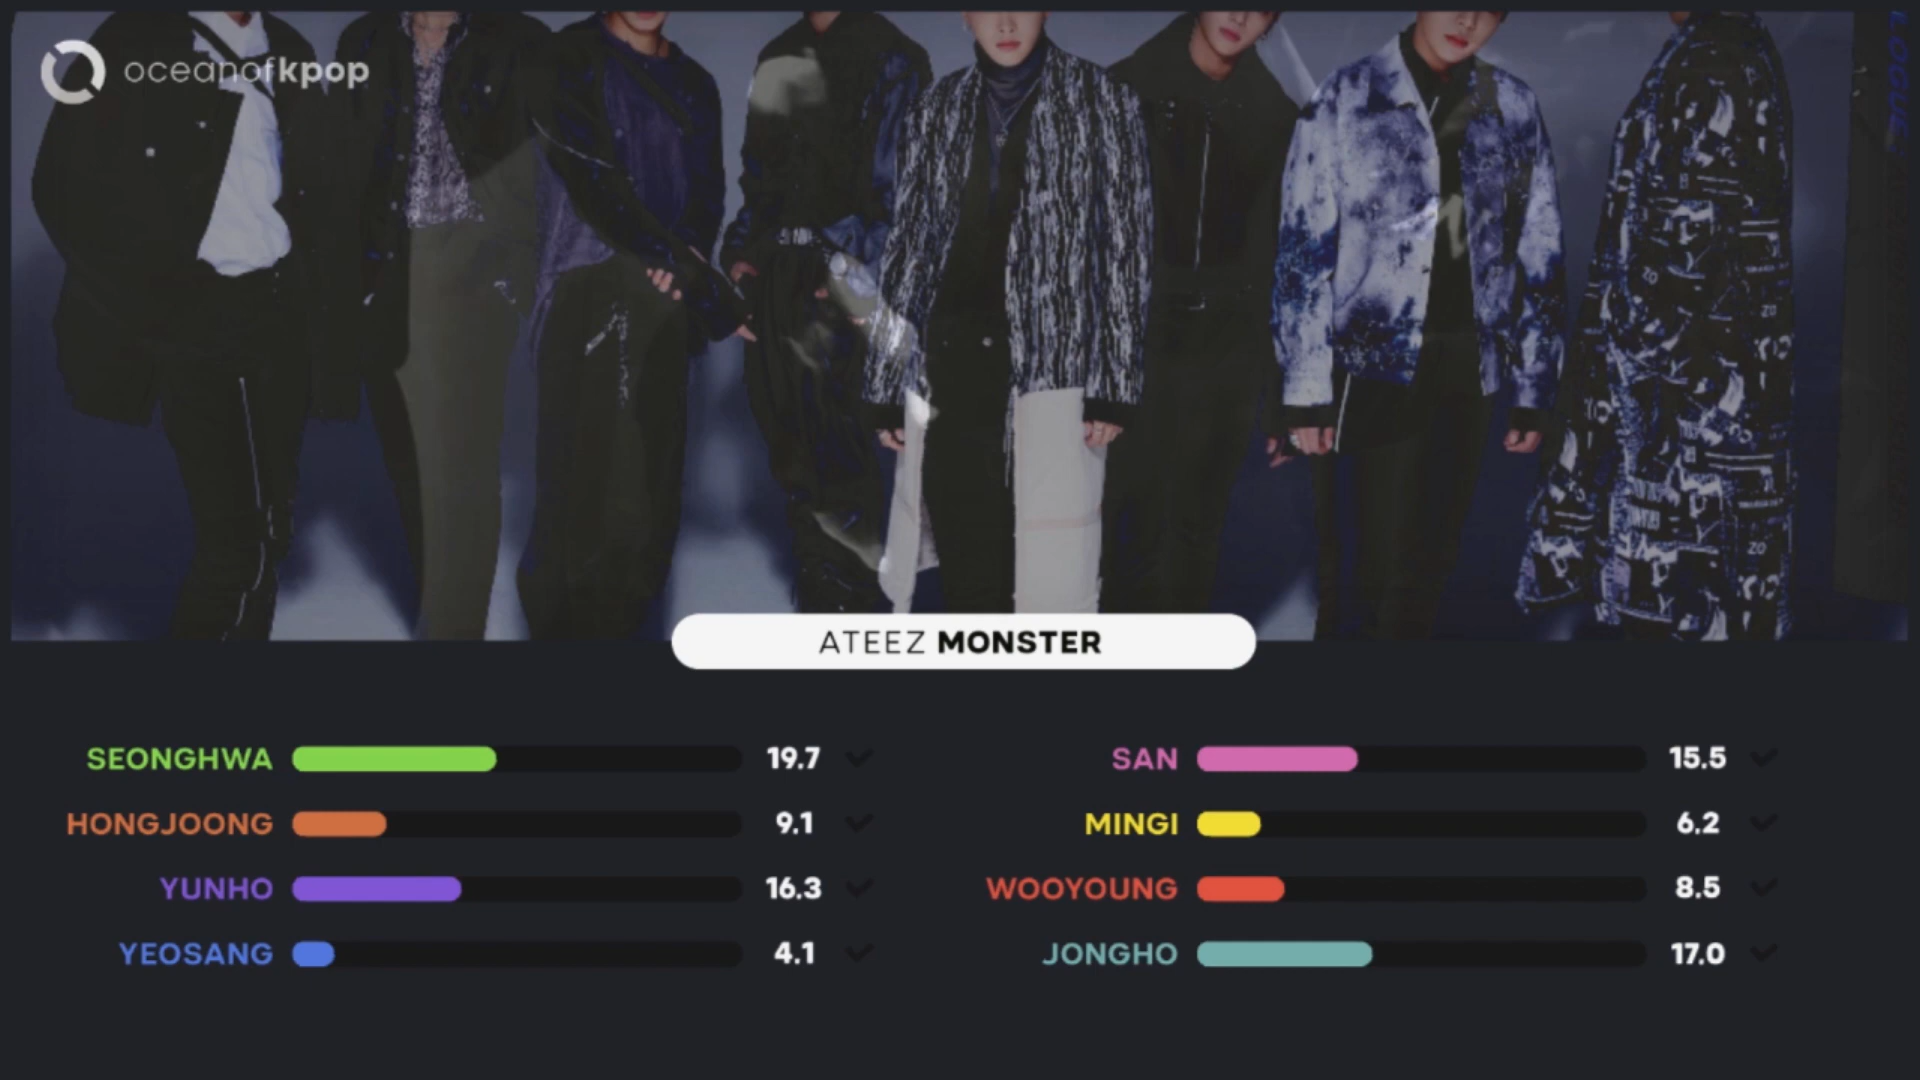 oceanofkpop
ATEEZ MONSTER
SEONGHWA 19.7
HONGJOONG 9.1
YUNHO 16.3
YEOSANG 4.1
SAN 15.5
MINGI 6.2
WOOYOUNG 8.5
JONGHO 17.0